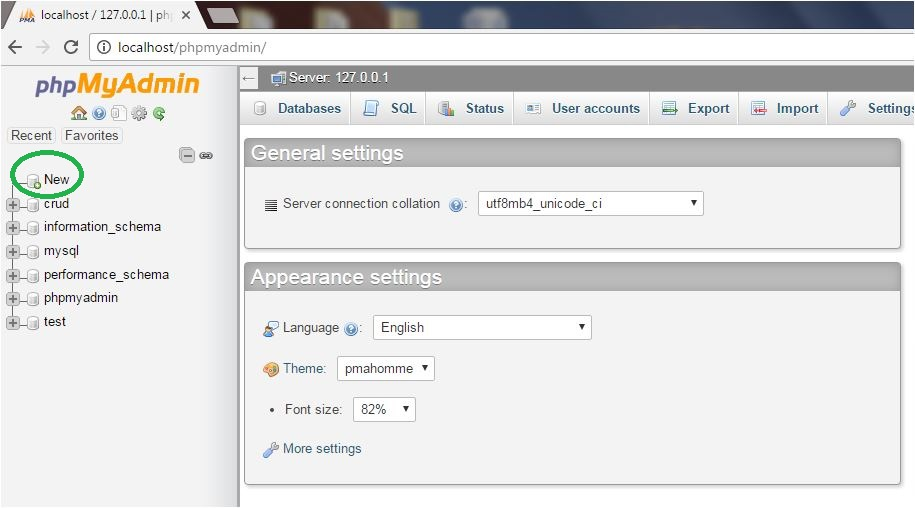 localhost / 127.0.0.1 | ph
localhost/phpmyadmin/
phpMyAdmin
Recent Favorites
New
crud
information_schema
mysql
performance_schema
phpmyadmin
test
Server: 127.0.0.1
Databases SQL Status User accounts Export Import Settings
General settings
Server connection collation ? : utf8mb4_unicode_ci
Appearance settings
Language ? : English
Theme: pmahomme
• Font size: 82%
More settings